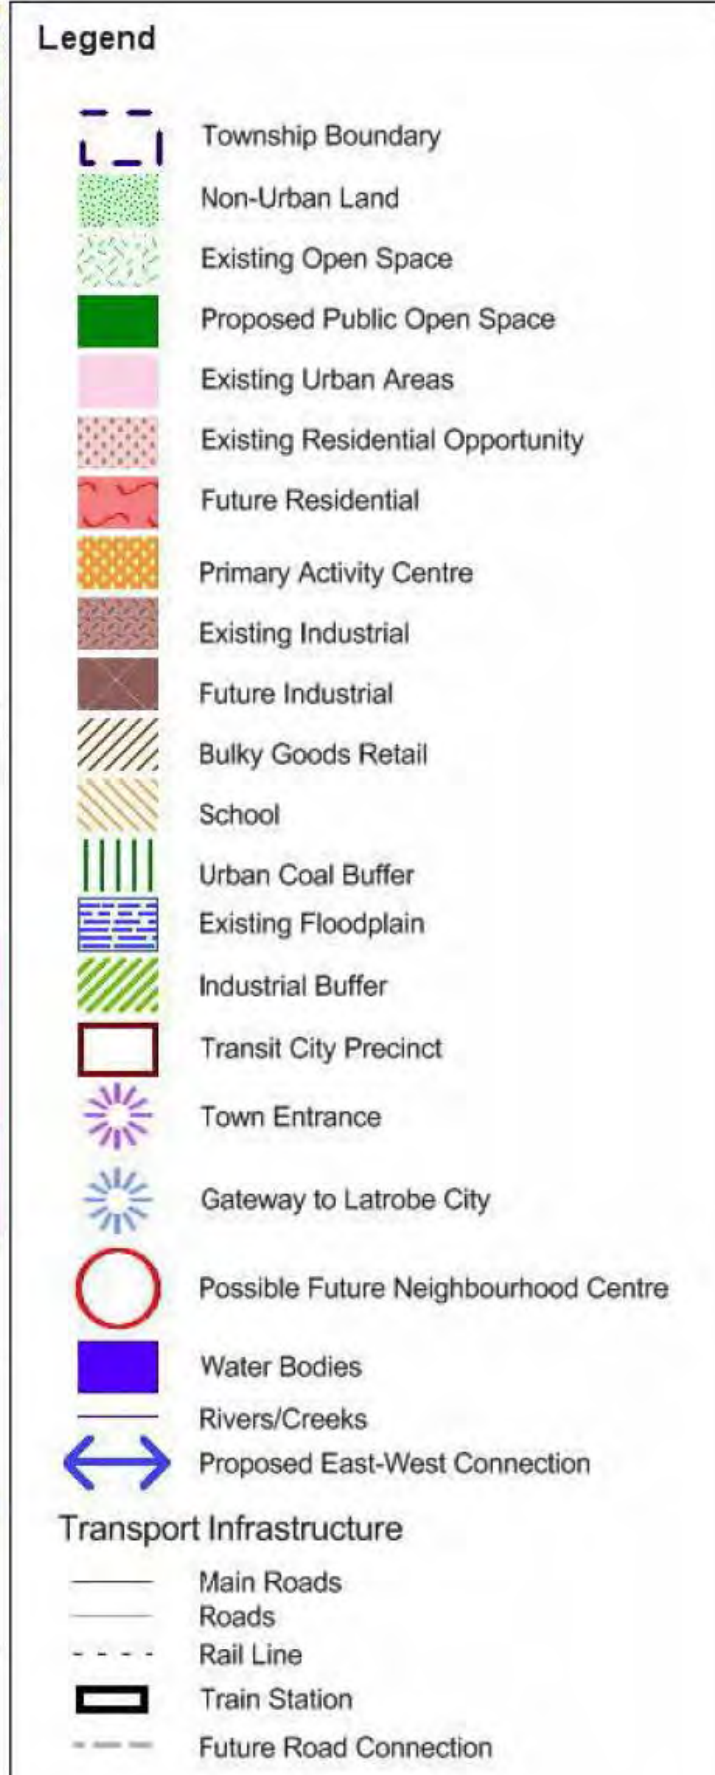 Legend
Township Boundary
Non-Urban Land
Existing Open Space
Proposed Public Open Space
Existing Urban Areas
Existing Residential Opportunity
Future Residential
Primary Activity Centre
Existing Industrial
Future Industrial
Bulky Goods Retail
School
Urban Coal Buffer
Existing Floodplain
Industrial Buffer
Transit City Precinct
Town Entrance
Gateway to Latrobe City
Possible Future Neighbourhood Centre
Water Bodies
Rivers/Creeks
Proposed East-West Connection
Transport Infrastructure
Main Roads
Roads
Rail Line
Train Station
Future Road Connection